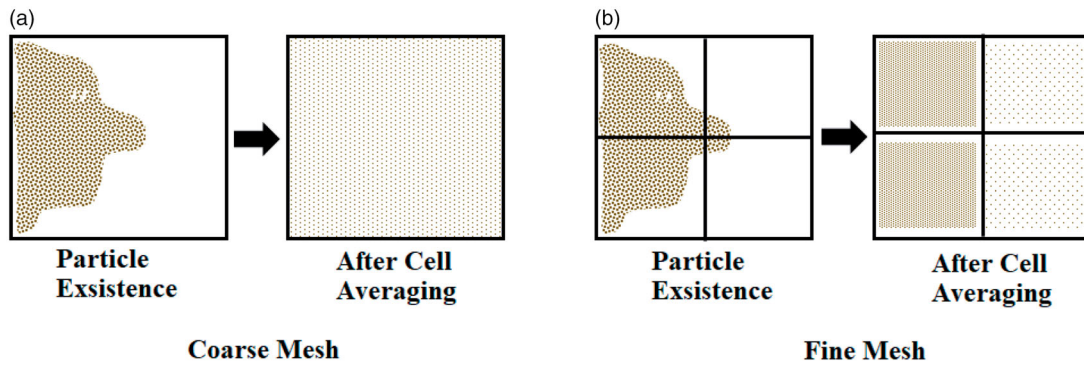 (a)
(b)
Particle
Exsistence
After Cell
Averaging
Particle
Exsistence
After Cell
Averaging
Coarse Mesh
Fine Mesh